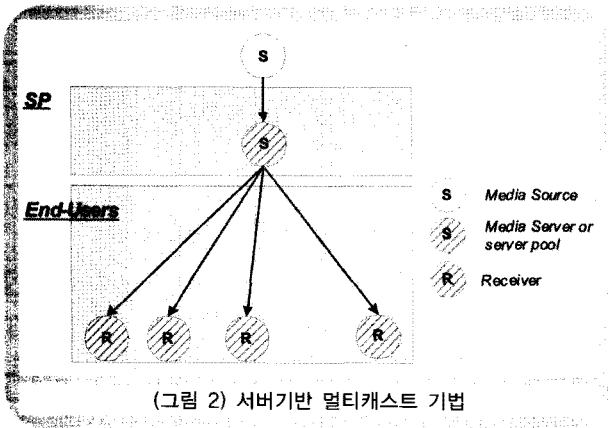 S
SP
S
End-Users
S Media Source
S Media Server or
server pool
R Receiver
R R R R
(그림 2) 서버기반 멀티캐스트 기법